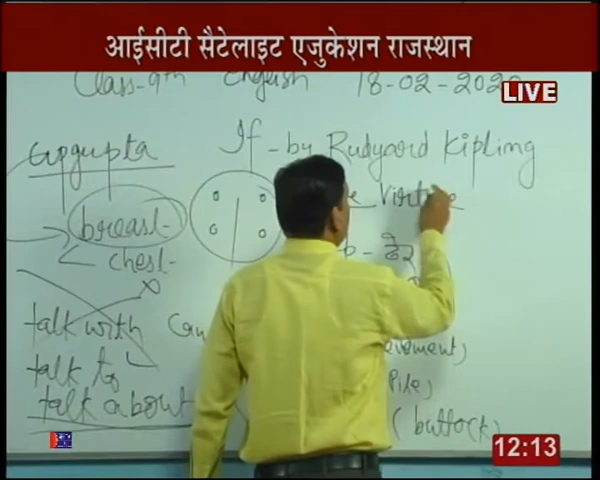 आईसीटी सैटेलाइट एजुकेशन राजस्थान
Class-9th English 18-02-2020
LIVE
If - by Rudyard Kipling
Gpgupta
breast
chest
Virtue
ढेर
talk with
talk to
talk about
Pile,
(buttock)
12:13